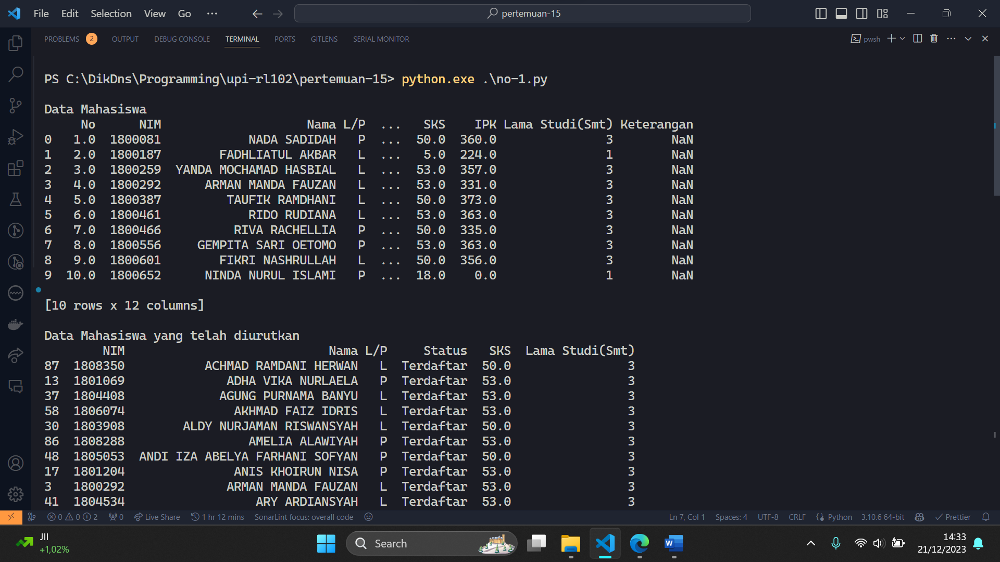 File Edit Selection View Go ··· pertemuan-15
PROBLEMS 2 OUTPUT DEBUG CONSOLE TERMINAL PORTS GITLENS SERIAL MONITOR pwsh
PS C:\DikDns\Programming\upi-rl102\pertemuan-15> python.exe .\no-1.py
Data Mahasiswa
No NIM Nama L/P ... SKS IPK Lama Studi(Smt) Keterangan
0 1.0 1800081 NADA SADIDAH P ... 50.0 360.0 3 NaN
1 2.0 1800187 FADHLIATUL AKBAR L ... 5.0 224.0 1 NaN
2 3.0 1800259 YANDA MOCHAMAD HASBIAL L ... 53.0 357.0 3 NaN
3 4.0 1800292 ARMAN MANDA FAUZAN L ... 53.0 331.0 3 NaN
4 5.0 1800387 TAUFIK RAMDHANI L ... 50.0 373.0 3 NaN
5 6.0 1800461 RIDO RUDIANA L ... 53.0 363.0 3 NaN
6 7.0 1800466 RIVA RACHELLIA P ... 50.0 335.0 3 NaN
7 8.0 1800556 GEMPITA SARI OETOMO P ... 53.0 363.0 3 NaN
8 9.0 1800601 FIKRI NASHRULLAH L ... 50.0 356.0 3 NaN
9 10.0 1800652 NINDA NURUL ISLAMI P ... 18.0 0.0 1 NaN
[10 rows x 12 columns]
Data Mahasiswa yang telah diurutkan
NIM Nama L/P Status SKS Lama Studi(Smt)
87 1808350 ACHMAD RAMDANI HERWAN L Terdaftar 50.0 3
13 1801069 ADHA VIKA NURLAELA P Terdaftar 53.0 3
37 1804408 AGUNG PURNAMA BANYU L Terdaftar 53.0 3
58 1806074 AKHMAD FAIZ IDRIS L Terdaftar 53.0 3
30 1803908 ALDY NURJAMAN RISWANSYAH L Terdaftar 50.0 3
86 1808288 AMELIA ALAWIYAH P Terdaftar 53.0 3
48 1805053 ANDI IZA ABELYA FARHANI SOFYAN P Terdaftar 50.0 3
17 1801204 ANIS KHOIRUN NISA P Terdaftar 53.0 3
3 1800292 ARMAN MANDA FAUZAN L Terdaftar 53.0 3
41 1804534 ARY ARDIANSYAH L Terdaftar 53.0 3
0 0 2 0 Live Share 1 hr 12 mins SonarLint focus: overall code Ln 7, Col 1 Spaces: 4 UTF-8 CRLF Python 3.10.6 64-bit Prettier
JII
+1,02%
Search
14:33
21/12/2023